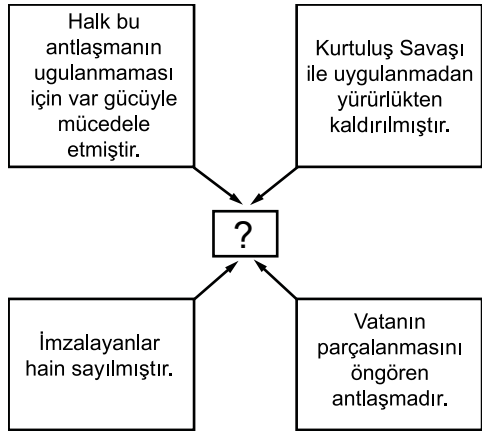 Halk bu
antlaşmanın
ugulanmaması
için var gücüyle
mücedele
etmiştir.
Kurtuluş Savaşı
ile uygulanmadan
yürürlükten
kaldırılmıştır.
?
İmzalayanlar
hain sayılmıştır.
Vatanın
parçalanmasını
öngören
antlaşmadır.